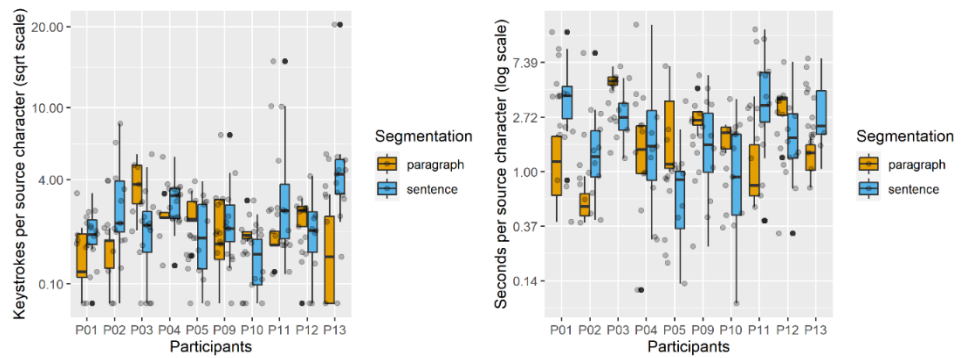 Keystrokes per source character (sqrt scale)
20.00
10.00
4.00
0.10
P01 P02 P03 P04 P05 P09 P10 P11 P12 P13
Participants
Segmentation
paragraph
sentence
Seconds per source character (log scale)
7.39
2.72
1.00
0.37
0.14
P01 P02 P03 P04 P05 P09 P10 P11 P12 P13
Participants
Segmentation
paragraph
sentence